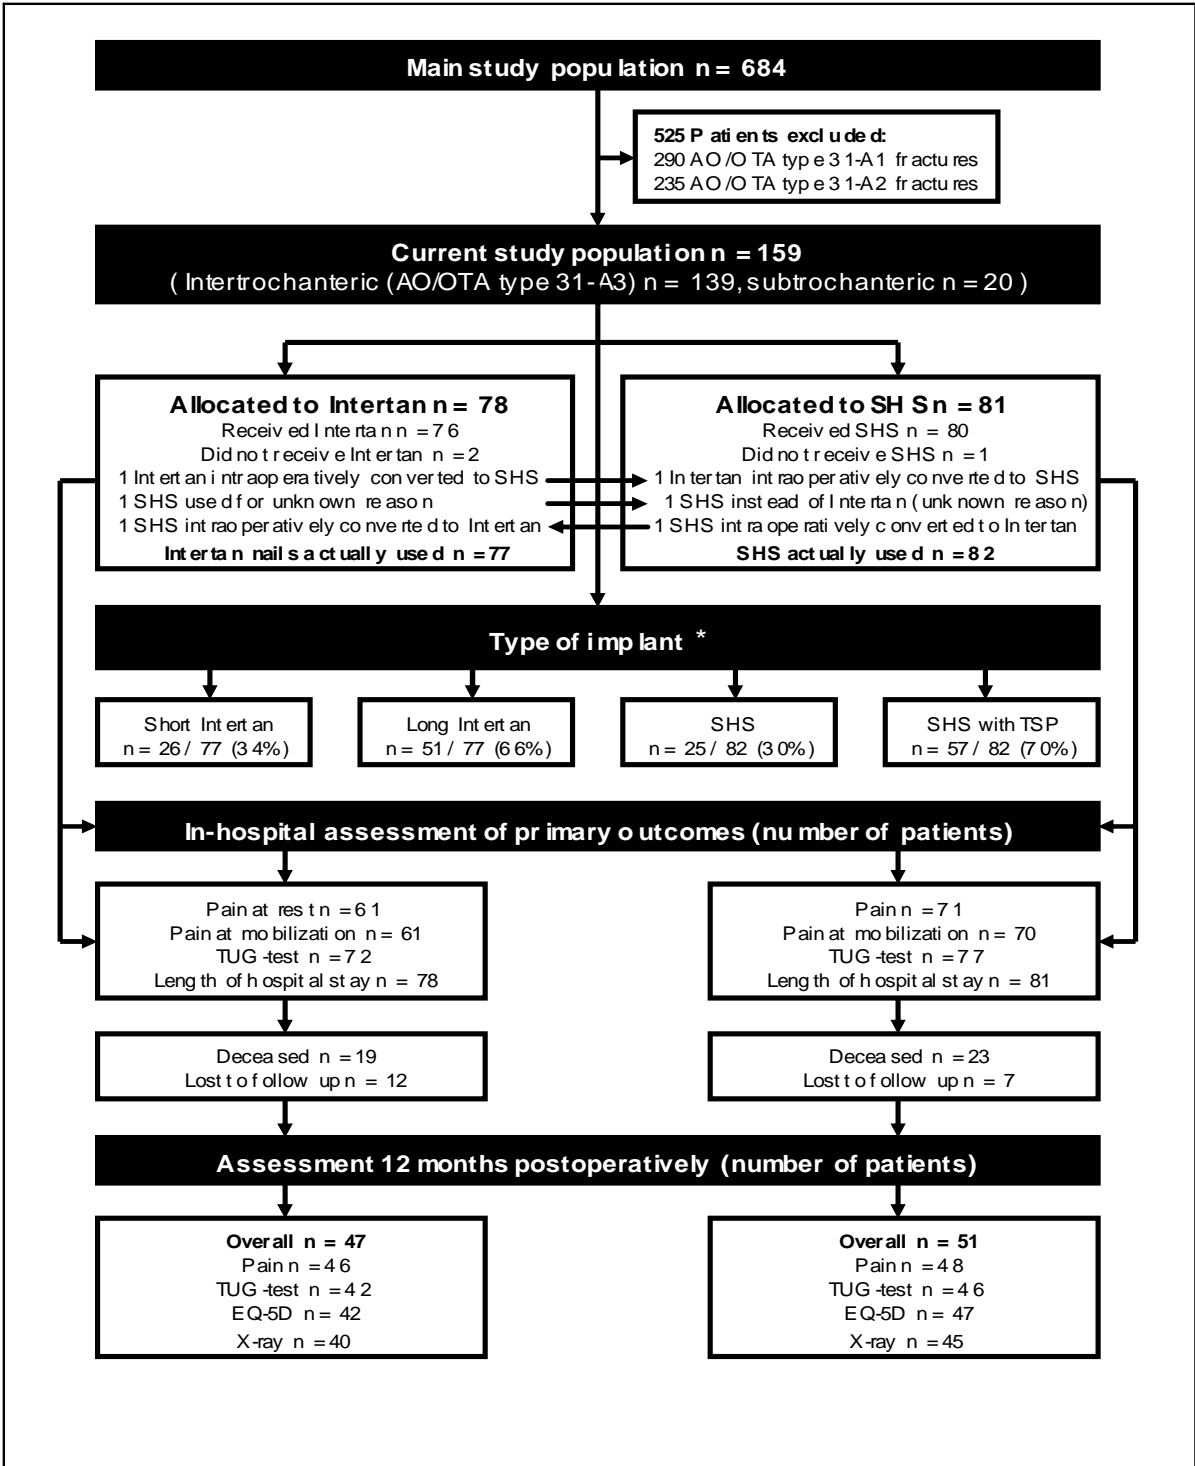 Main study population n = 684
525 Patients excluded:
290 AO/OTA type 31-A1 fractures
235 AO/OTA type 31-A2 fractures
Current study population n = 159
( Intertrochanteric (AO/OTA type 31-A3) n = 139, subtrochanteric n = 20 )
Allocated to Intertan n = 78
Received Intertan n = 76
Did not receive Intertan n = 2
1 Intertan intraoperatively converted to SHS
1 SHS used for unknown reason
1 SHS intraoperatively converted to Intertan
Intertan nails actually used n = 77
Allocated to SHS n = 81
Received SHS n = 80
Did not receive SHS n = 1
1 Intertan intraoperatively converted to SHS
1 SHS instead of Intertan (unknown reason)
1 SHS intraoperatively converted to Intertan
SHS actually used n = 82
Type of implant *
Short Intertan
n = 26 / 77 (34%)
Long Intertan
n = 51 / 77 (66%)
SHS
n = 25 / 82 (30%)
SHS with TSP
n = 57 / 82 (70%)
In-hospital assessment of primary outcomes (number of patients)
Pain at rest n = 61
Pain at mobilization n = 61
TUG-test n = 72
Length of hospital stay n = 78
Pain n = 71
Pain at mobilization n = 70
TUG-test n = 77
Length of hospital stay n = 81
Deceased n = 19
Lost to follow up n = 12
Deceased n = 23
Lost to follow up n = 7
Assessment 12 months postoperatively (number of patients)
Overall n = 47
Pain n = 46
TUG-test n = 42
EQ-5D n = 42
X-ray n = 40
Overall n = 51
Pain n = 48
TUG-test n = 46
EQ-5D n = 47
X-ray n = 45